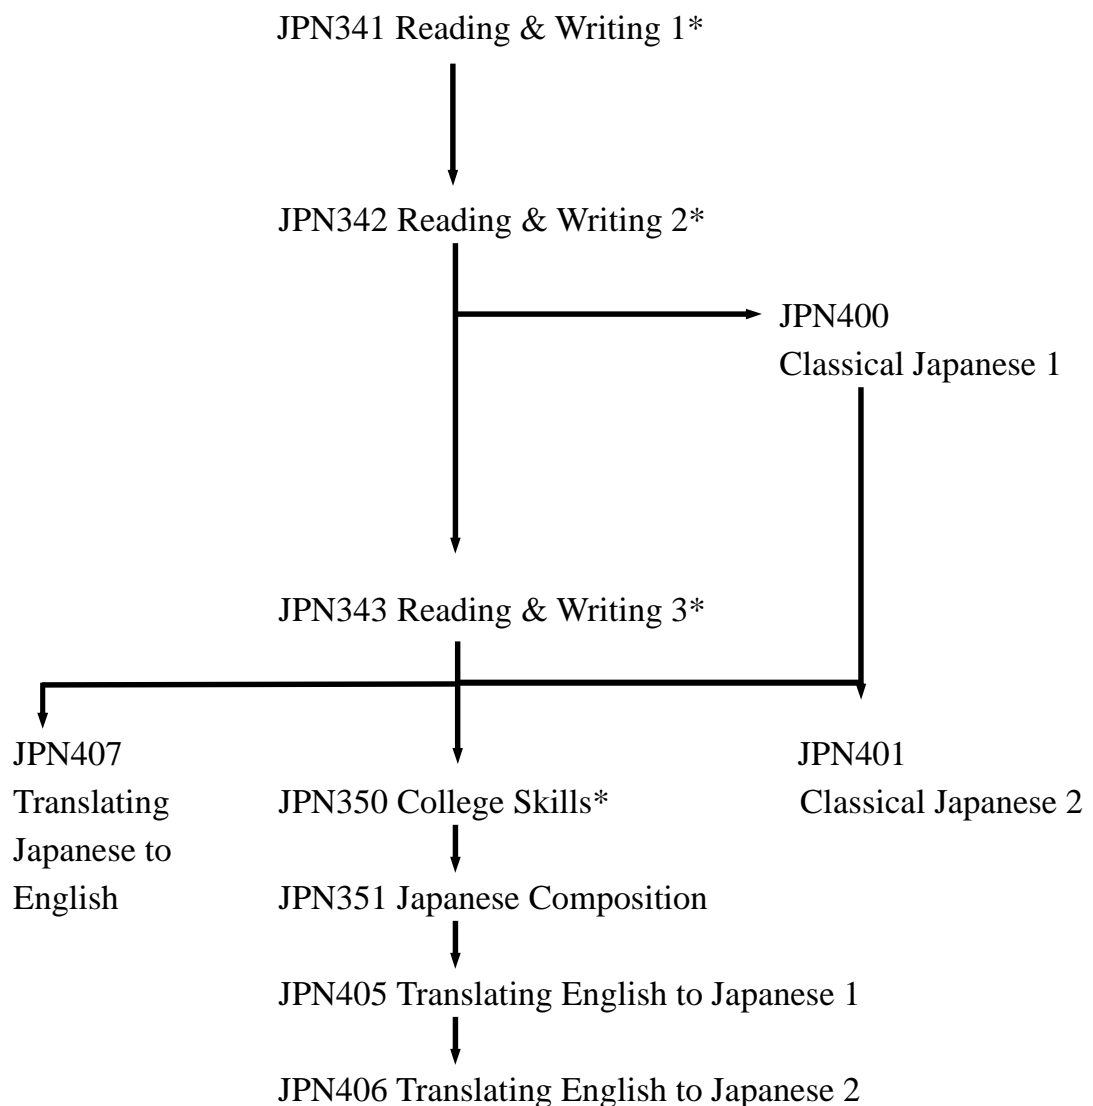 JPN341 Reading & Writing 1*
JPN342 Reading & Writing 2*
JPN400
Classical Japanese 1
JPN343 Reading & Writing 3*
JPN407
Translating
Japanese to
English
JPN350 College Skills*
JPN401
Classical Japanese 2
JPN351 Japanese Composition
JPN405 Translating English to Japanese 1
JPN406 Translating English to Japanese 2